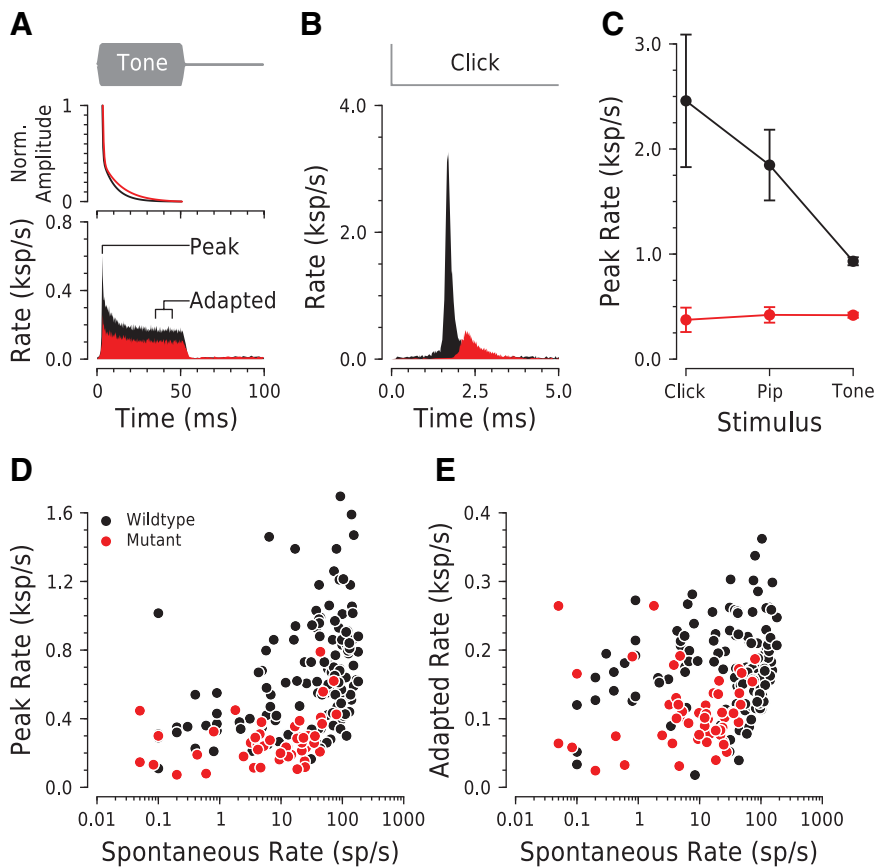 A
Tone
Norm.
Amplitude
1
0
Rate (ksp/s)
0.8
0.6
0.4
0.2
0.0
Peak
Adapted
0
50
100
Time (ms)
B
Click
Rate (ksp/s)
4.0
2.0
0.0
0.0
2.5
5.0
Time (ms)
C
Peak Rate (ksp/s)
3.0
2.0
1.0
0.0
Click
Pip
Tone
Stimulus
D
Peak Rate (ksp/s)
1.6
1.2
0.8
0.4
0.0
Wildtype
Mutant
0.01
0.1
1
10
100
1000
Spontaneous Rate (sp/s)
E
Adapted Rate (ksp/s)
0.4
0.3
0.2
0.1
0.0
0.01
0.1
1
10
100
1000
Spontaneous Rate (sp/s)